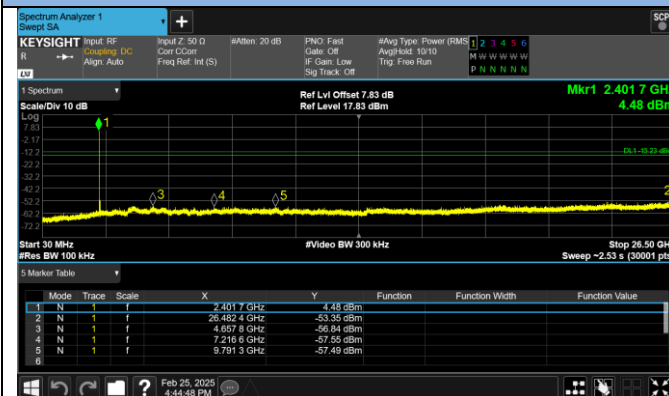 Spectrum Analyzer 1
Swept SA
+
KEYSIGHT Input: RF Input Z: 50 Ω #Atten: 20 dB PNO: Fast #Avg Type: Power (RMS 1 2 3 4 5 6
R Coupling: DC Corr CCorr Gate: Off Avg|Hold: 10/10 M W W W W W
Align: Auto Freq Ref: Int (S) IF Gain: Low Trig: Free Run
LXI Sig Track: Off P N N N N N
1 Spectrum Ref Lvl Offset 7.83 dB Mkr1 2.401 7 GH
Scale/Div 10 dB Ref Level 17.83 dBm 4.48 dBm
Log
7.83 1
-2.17
-12.2 DL1 -15.23 dB
-22.2
-32.2
-42.2 3 4 5 2
-52.2
-62.2
-72.2
Start 30 MHz #Video BW 300 kHz Stop 26.50 GH
#Res BW 100 kHz Sweep ~2.53 s (30001 pts
5 Marker Table
Mode Trace Scale X Y Function Function Width Function Value
1 N 1 f 2.401 7 GHz 4.48 dBm
2 N 1 f 26.482 4 GHz -53.35 dBm
3 N 1 f 4.657 8 GHz -56.84 dBm
4 N 1 f 7.216 6 GHz -57.55 dBm
5 N 1 f 9.791 3 GHz -57.49 dBm
6
? Feb 25, 2025
4:44:48 PM